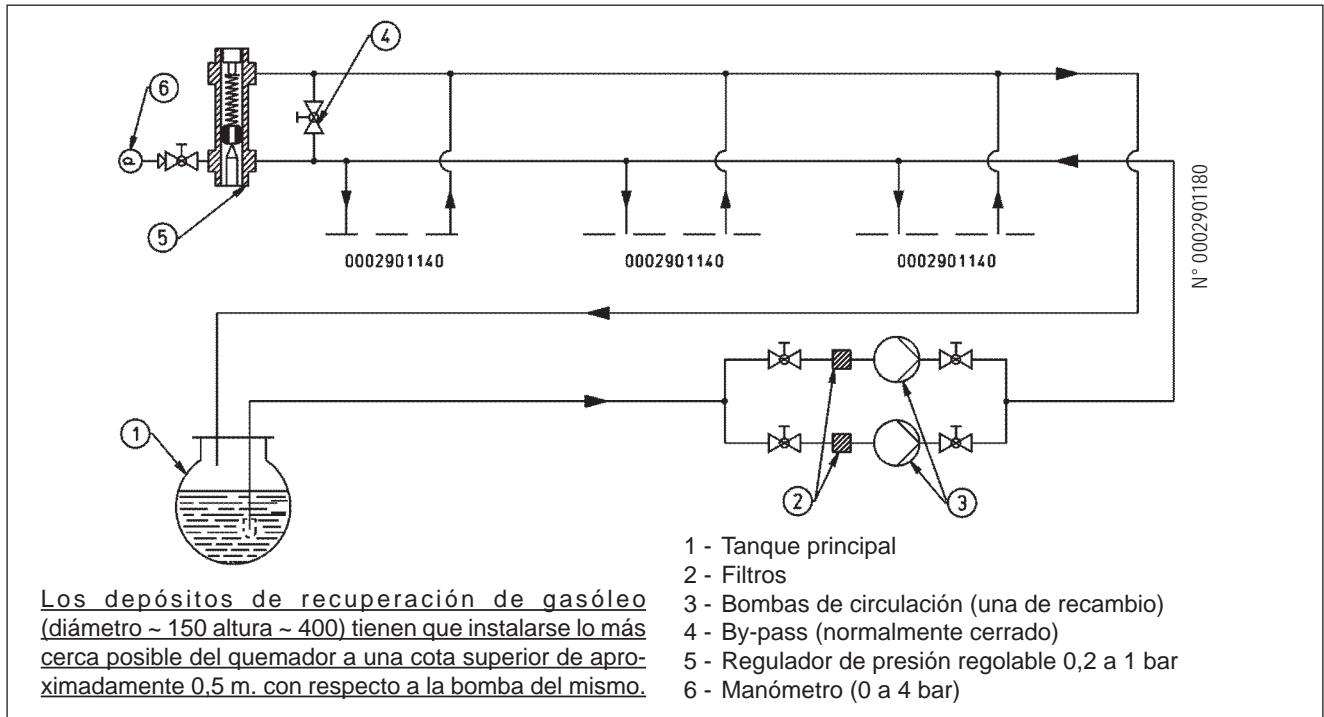 4
6
P
5
0002901140
0002901140
0002901140
N° 0002901180
1
2
3
Los depósitos de recuperación de gasóleo
(diámetro ~ 150 altura ~ 400) tienen que instalarse lo más
cerca posible del quemador a una cota superior de apro-
ximadamente 0,5 m. con respecto a la bomba del mismo.
1 - Tanque principal
2 - Filtros
3 - Bombas de circulación (una de recambio)
4 - By-pass (normalmente cerrado)
5 - Regulador de presión regolable 0,2 a 1 bar
6 - Manómetro (0 a 4 bar)